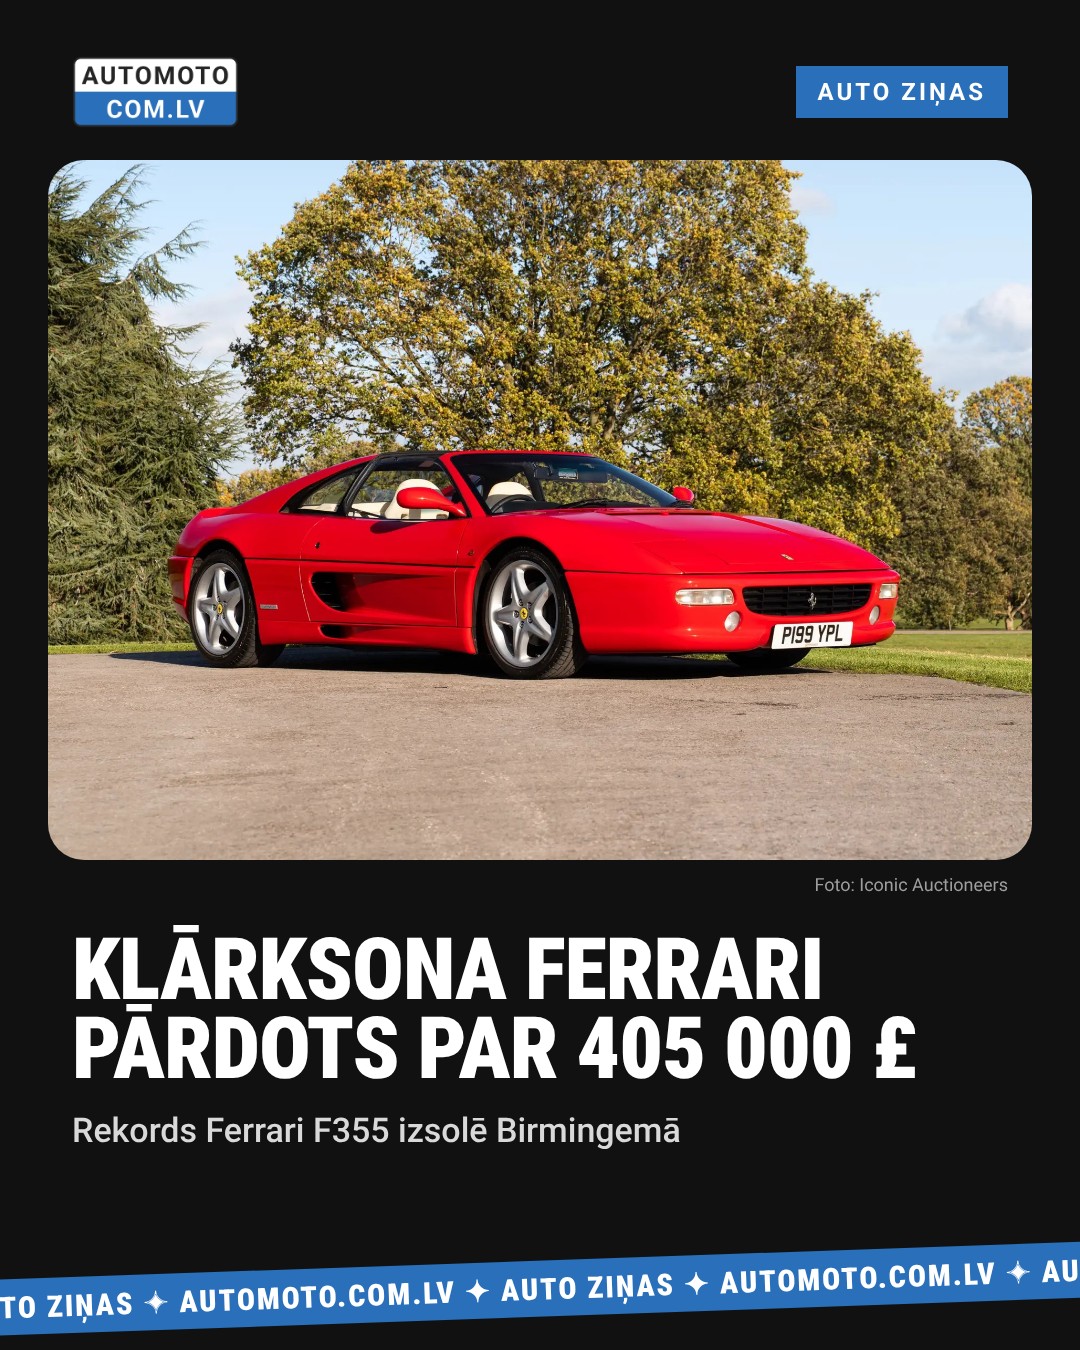 AUTOMOTO
COM.LV
AUTO ZIŅAS
P199 YPL
Foto: Iconic Auctioneers
KLĀRKSONA FERRARI
PĀRDOTS PAR 405 000 £
Rekords Ferrari F355 izsolē Birmingemā
TO ZIŅAS ✦ AUTOMOTO.COM.LV ✦ AUTO ZIŅAS ✦ AUTOMOTO.COM.LV ✦ AU